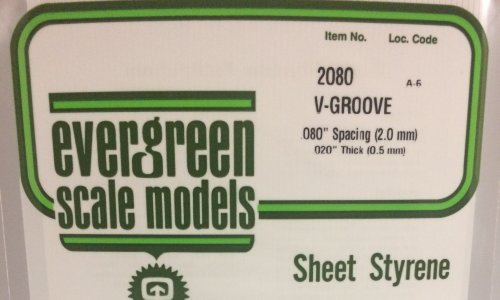 Item No. Loc. Code
2080 A-6
V-GROOVE
.080" Spacing (2.0 mm)
.020" Thick (0.5 mm)
evergreen
scale models
Sheet Styrene